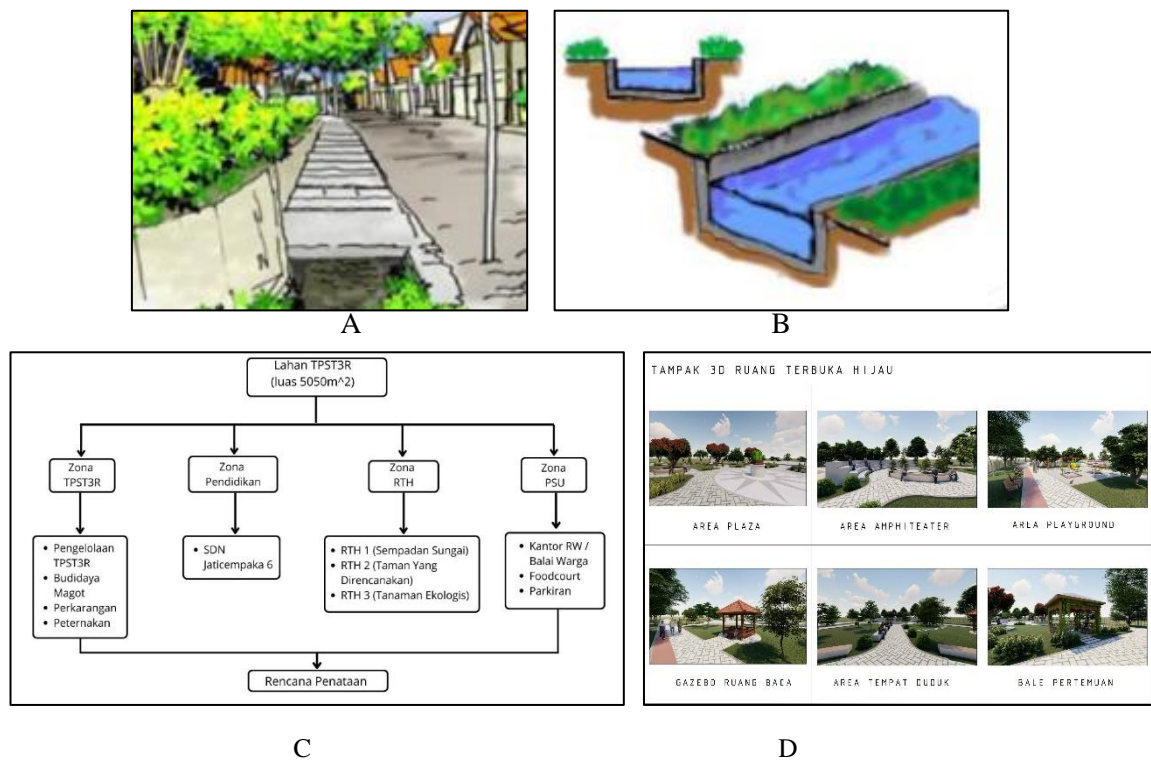 A
B
Lahan TPST3R
(luas 5050m^2)
Zona
TPST3R
Zona
Pendidikan
Zona
RTH
Zona
PSU
• Pengelolaan
TPST3R
• Budidaya
Magot
• Perkarangan
• Peternakan
• SDN
Jaticempaka 6
• RTH 1 (Sempadan Sungai)
• RTH 2 (Taman Yang
Direncanakan)
• RTH 3 (Tanaman Ekologis)
• Kantor RW /
Balai Warga
• Foodcourt
• Parkiran
Rencana Penataan
TAMPAK 3D RUANG TERBUKA HIJAU
AREA PLAZA
AREA AMPHITEATER
AREA PLAYGROUND
GAZEBO RUANG BACA
AREA TEMPAT DUDUK
BALE PERTEMUAN
C
D